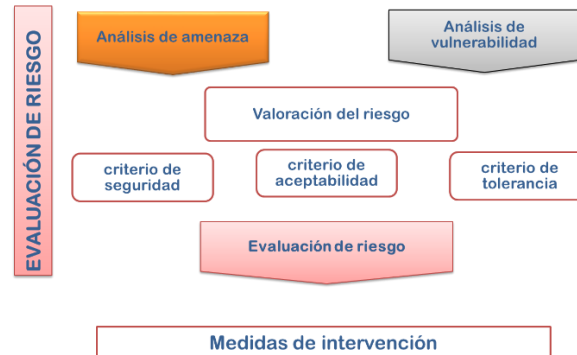 EVALUACIÓN DE RIESGO
Análisis de amenaza
Análisis de
vulnerabilidad
Valoración del riesgo
criterio de
seguridad
criterio de
aceptabilidad
criterio de
tolerancia
Evaluación de riesgo
Medidas de intervención